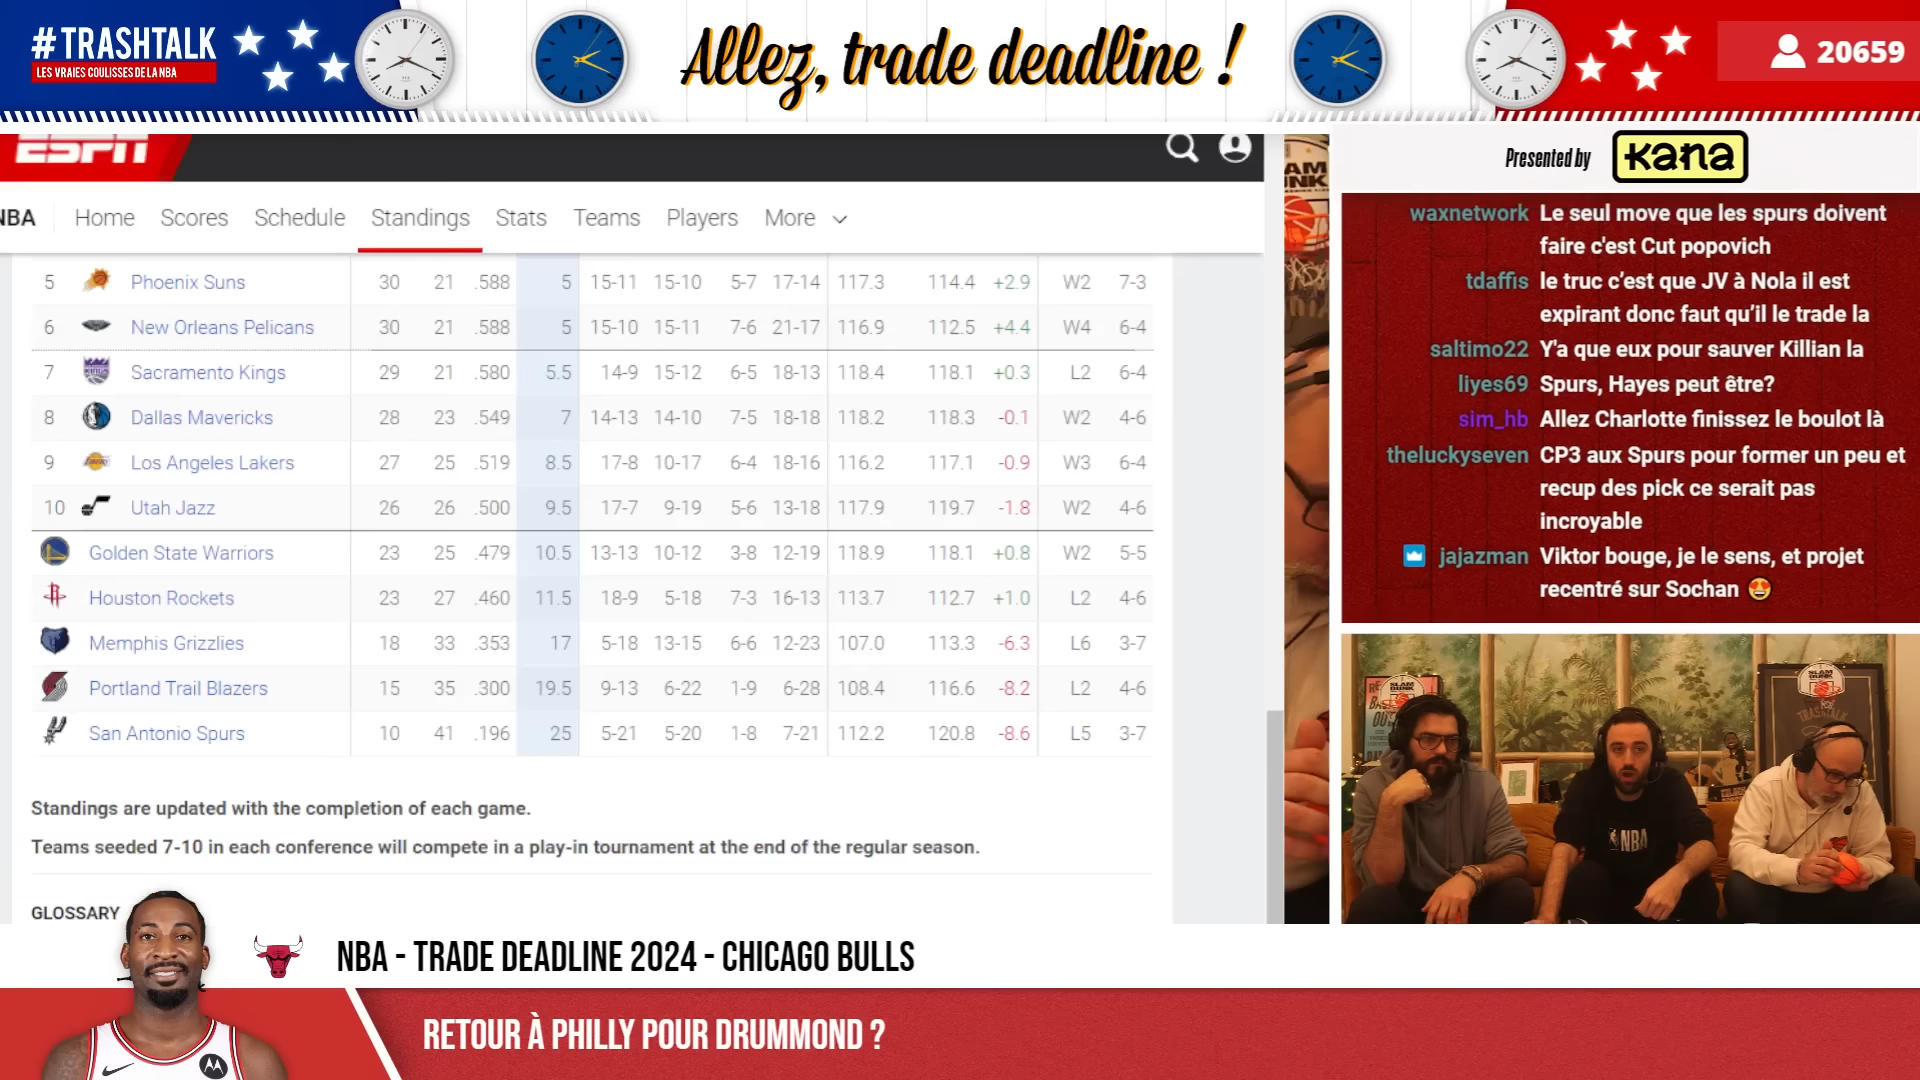 #TRASHTALK
LES VRAIES COULISSES DE LA NBA
Allez, trade deadline !
20659
ESPN
NBA Home Scores Schedule Standings Stats Teams Players More
5 Phoenix Suns 30 21 .588 5 15-11 15-10 5-7 17-14 117.3 114.4 +2.9 W2 7-3
6 New Orleans Pelicans 30 21 .588 5 15-10 15-11 7-6 21-17 116.9 112.5 +4.4 W4 6-4
7 Sacramento Kings 29 21 .580 5.5 14-9 15-12 6-5 18-13 118.4 118.1 +0.3 L2 6-4
8 Dallas Mavericks 28 23 .549 7 14-13 14-10 7-5 18-18 118.2 118.3 -0.1 W2 4-6
9 Los Angeles Lakers 27 25 .519 8.5 17-8 10-17 6-4 18-16 116.2 117.1 -0.9 W3 6-4
10 Utah Jazz 26 26 .500 9.5 17-7 9-19 5-6 13-18 117.9 119.7 -1.8 W2 4-6
Golden State Warriors 23 25 .479 10.5 13-13 10-12 3-8 12-19 118.9 118.1 +0.8 W2 5-5
Houston Rockets 23 27 .460 11.5 18-9 5-18 7-3 16-13 113.7 112.7 +1.0 L2 4-6
Memphis Grizzlies 18 33 .353 17 5-18 13-15 6-6 12-23 107.0 113.3 -6.3 L6 3-7
Portland Trail Blazers 15 35 .300 19.5 9-13 6-22 1-9 6-28 108.4 116.6 -8.2 L2 4-6
San Antonio Spurs 10 41 .196 25 5-21 5-20 1-8 7-21 112.2 120.8 -8.6 L5 3-7
Standings are updated with the completion of each game.
Teams seeded 7-10 in each conference will compete in a play-in tournament at the end of the regular season.
GLOSSARY
Presented by kana
waxnetwork Le seul move que les spurs doivent
faire c'est Cut popovich
tdaffis le truc c'est que JV à Nola il est
expirant donc faut qu'il le trade la
saltimo22 Y'a que eux pour sauver Killian la
liyes69 Spurs, Hayes peut être?
sim_hb Allez Charlotte finissez le boulot là
theluckyseven CP3 aux Spurs pour former un peu et
recup des pick ce serait pas
incroyable
jajazman Viktor bouge, je le sens, et projet
recentré sur Sochan 🤩
SLAM
DUNK
NBA
NBA - TRADE DEADLINE 2024 - CHICAGO BULLS
RETOUR À PHILLY POUR DRUMMOND ?